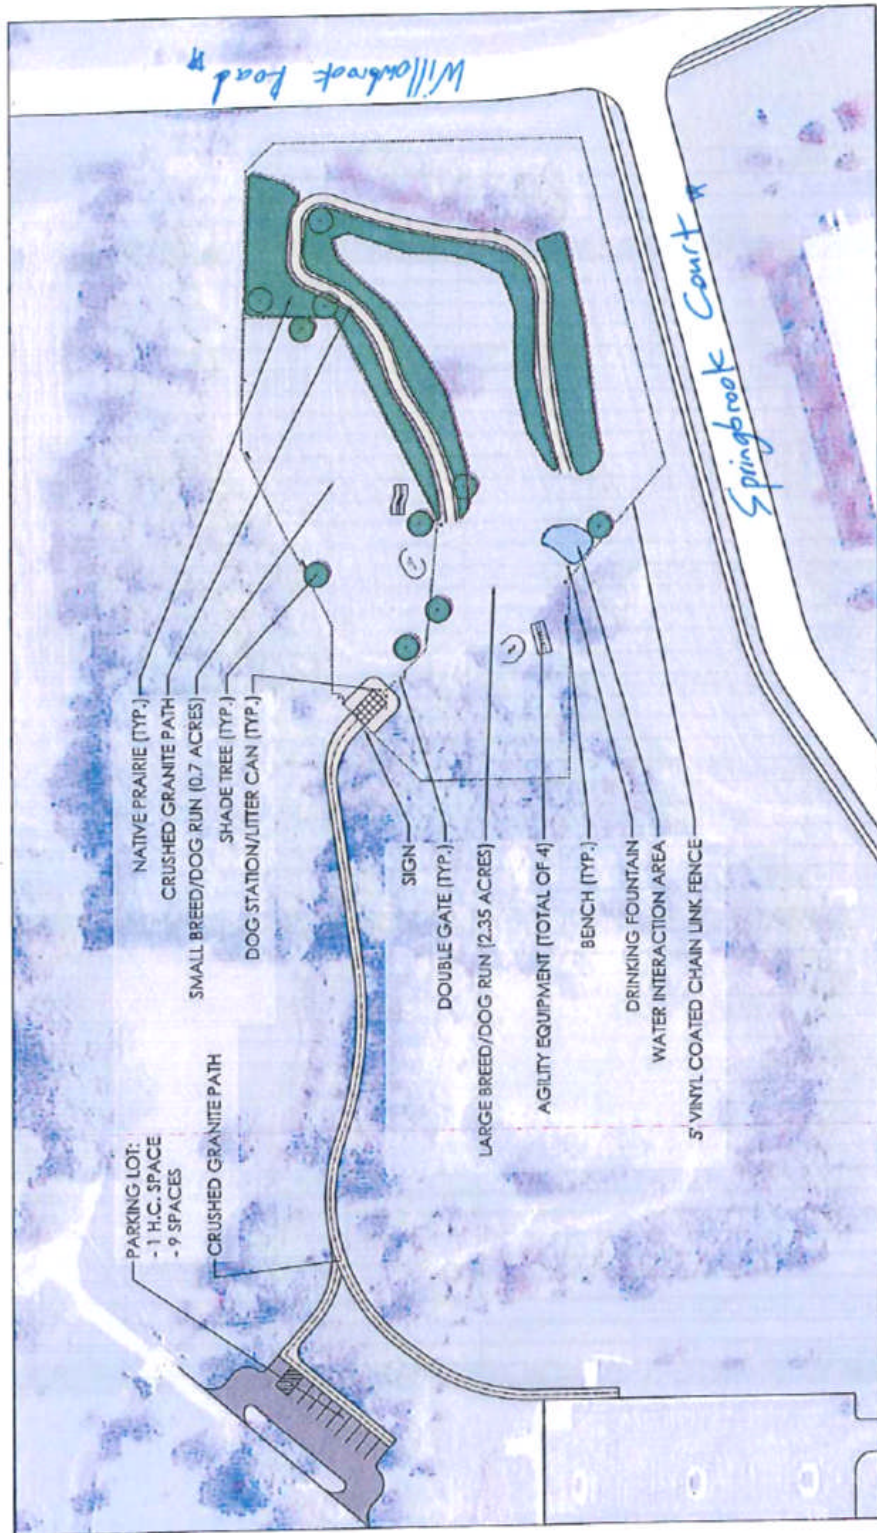 PARKING LOT:
- 1 H.C. SPACE
- 9 SPACES
CRUSHED GRANITE PATH
NATIVE PRAIRIE (TYP.)
CRUSHED GRANITE PATH
SMALL BREED/DOG RUN (0.7 ACRES)
SHADE TREE (TYP.)
DOG STATION/LITTER CAN (TYP.)
SIGN
DOUBLE GATE (TYP.)
LARGE BREED/DOG RUN (2.35 ACRES)
AGILITY EQUIPMENT (TOTAL OF 4)
BENCH (TYP.)
DRINKING FOUNTAIN
WATER INTERACTION AREA
5' VINYL COATED CHAIN LINK FENCE
Willowbrook Road
Springbrook Court